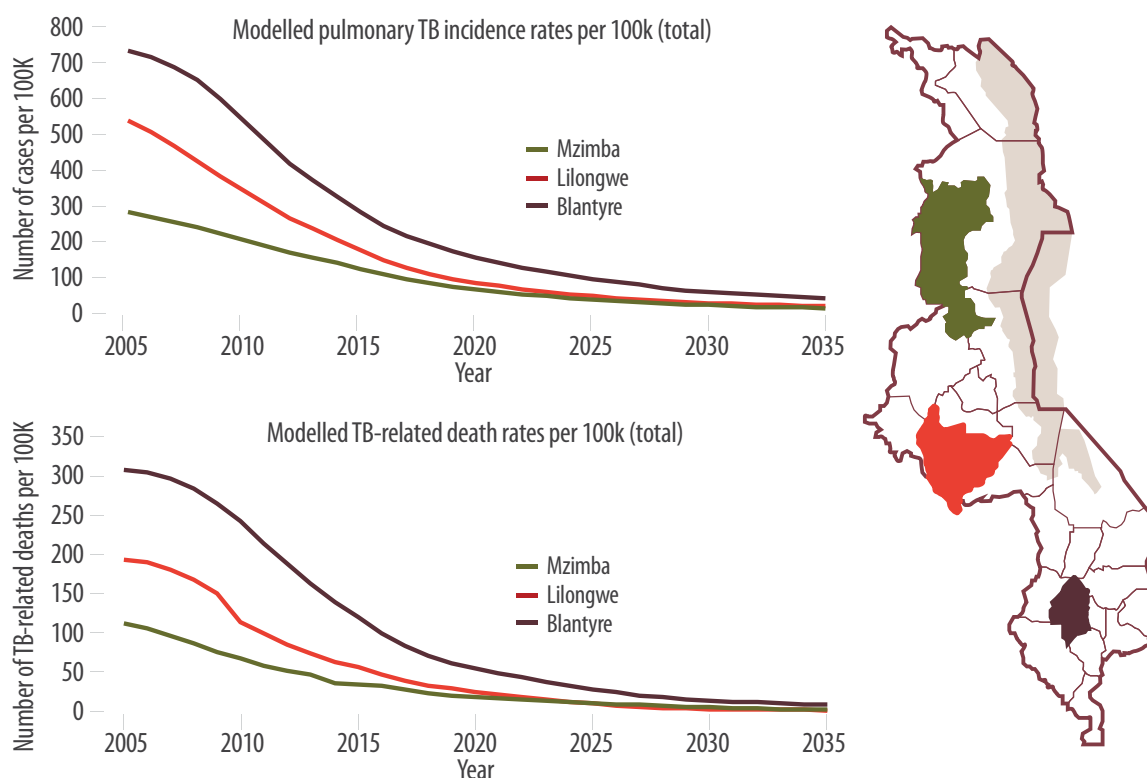 Modelled pulmonary TB incidence rates per 100k (total)
Number of cases per 100K
800
700
600
500
400
300
200
100
0
Mzimba
Lilongwe
Blantyre
2005 2010 2015 2020 2025 2030 2035
Year
Modelled TB-related death rates per 100k (total)
Number of TB-related deaths per 100K
350
300
250
200
150
100
50
0
Mzimba
Lilongwe
Blantyre
2005 2010 2015 2020 2025 2030 2035
Year